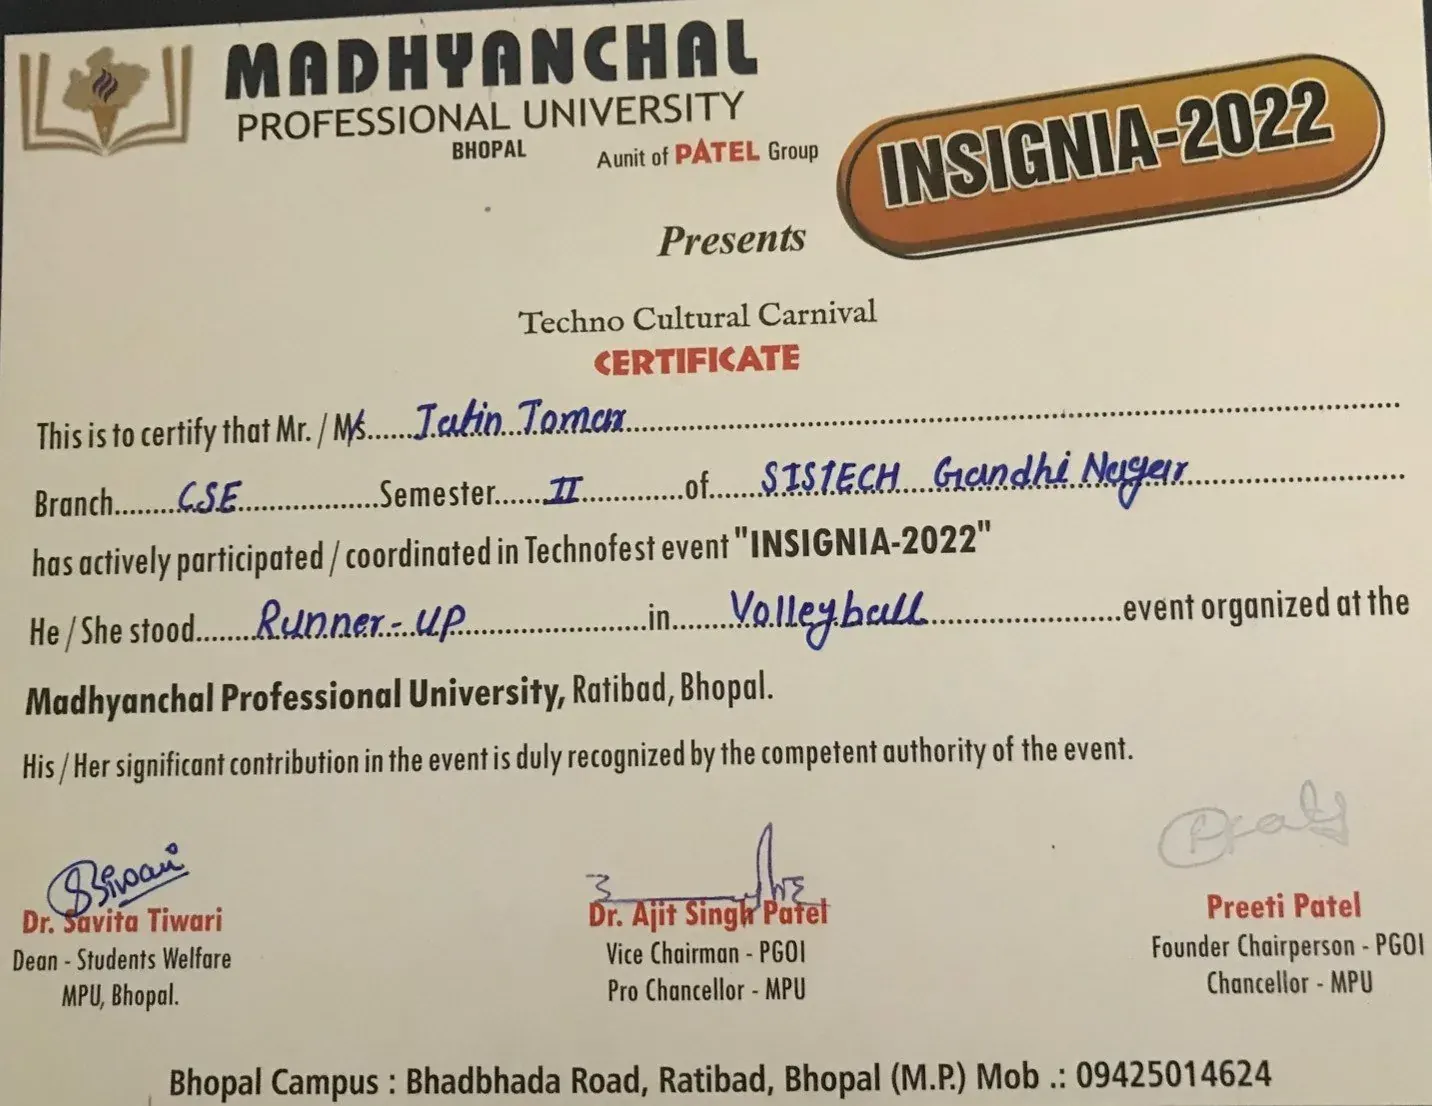 MADHYANCHAL
PROFESSIONAL UNIVERSITY
BHOPAL
Aunit of PATEL Group
INSIGNIA-2022
Presents
Techno Cultural Carnival
CERTIFICATE
This is to certify that Mr. / M/s......Jatin Tomar......
Branch.......CSE.......Semester......II......of......SISTECH Gandhi Nagar......
has actively participated / coordinated in Technofest event "INSIGNIA-2022"
He / She stood.......Runner-UP.......in.......Volleyball.......event organized at the
Madhyanchal Professional University, Ratibad, Bhopal.
His / Her significant contribution in the event is duly recognized by the competent authority of the event.
Dr. Savita Tiwari Dr. Ajit Singh Patel Preeti Patel
Dean - Students Welfare Vice Chairman - PGOI Founder Chairperson - PGOI
MPU, Bhopal. Pro Chancellor - MPU Chancellor - MPU
Bhopal Campus : Bhadbhada Road, Ratibad, Bhopal (M.P.) Mob .: 09425014624